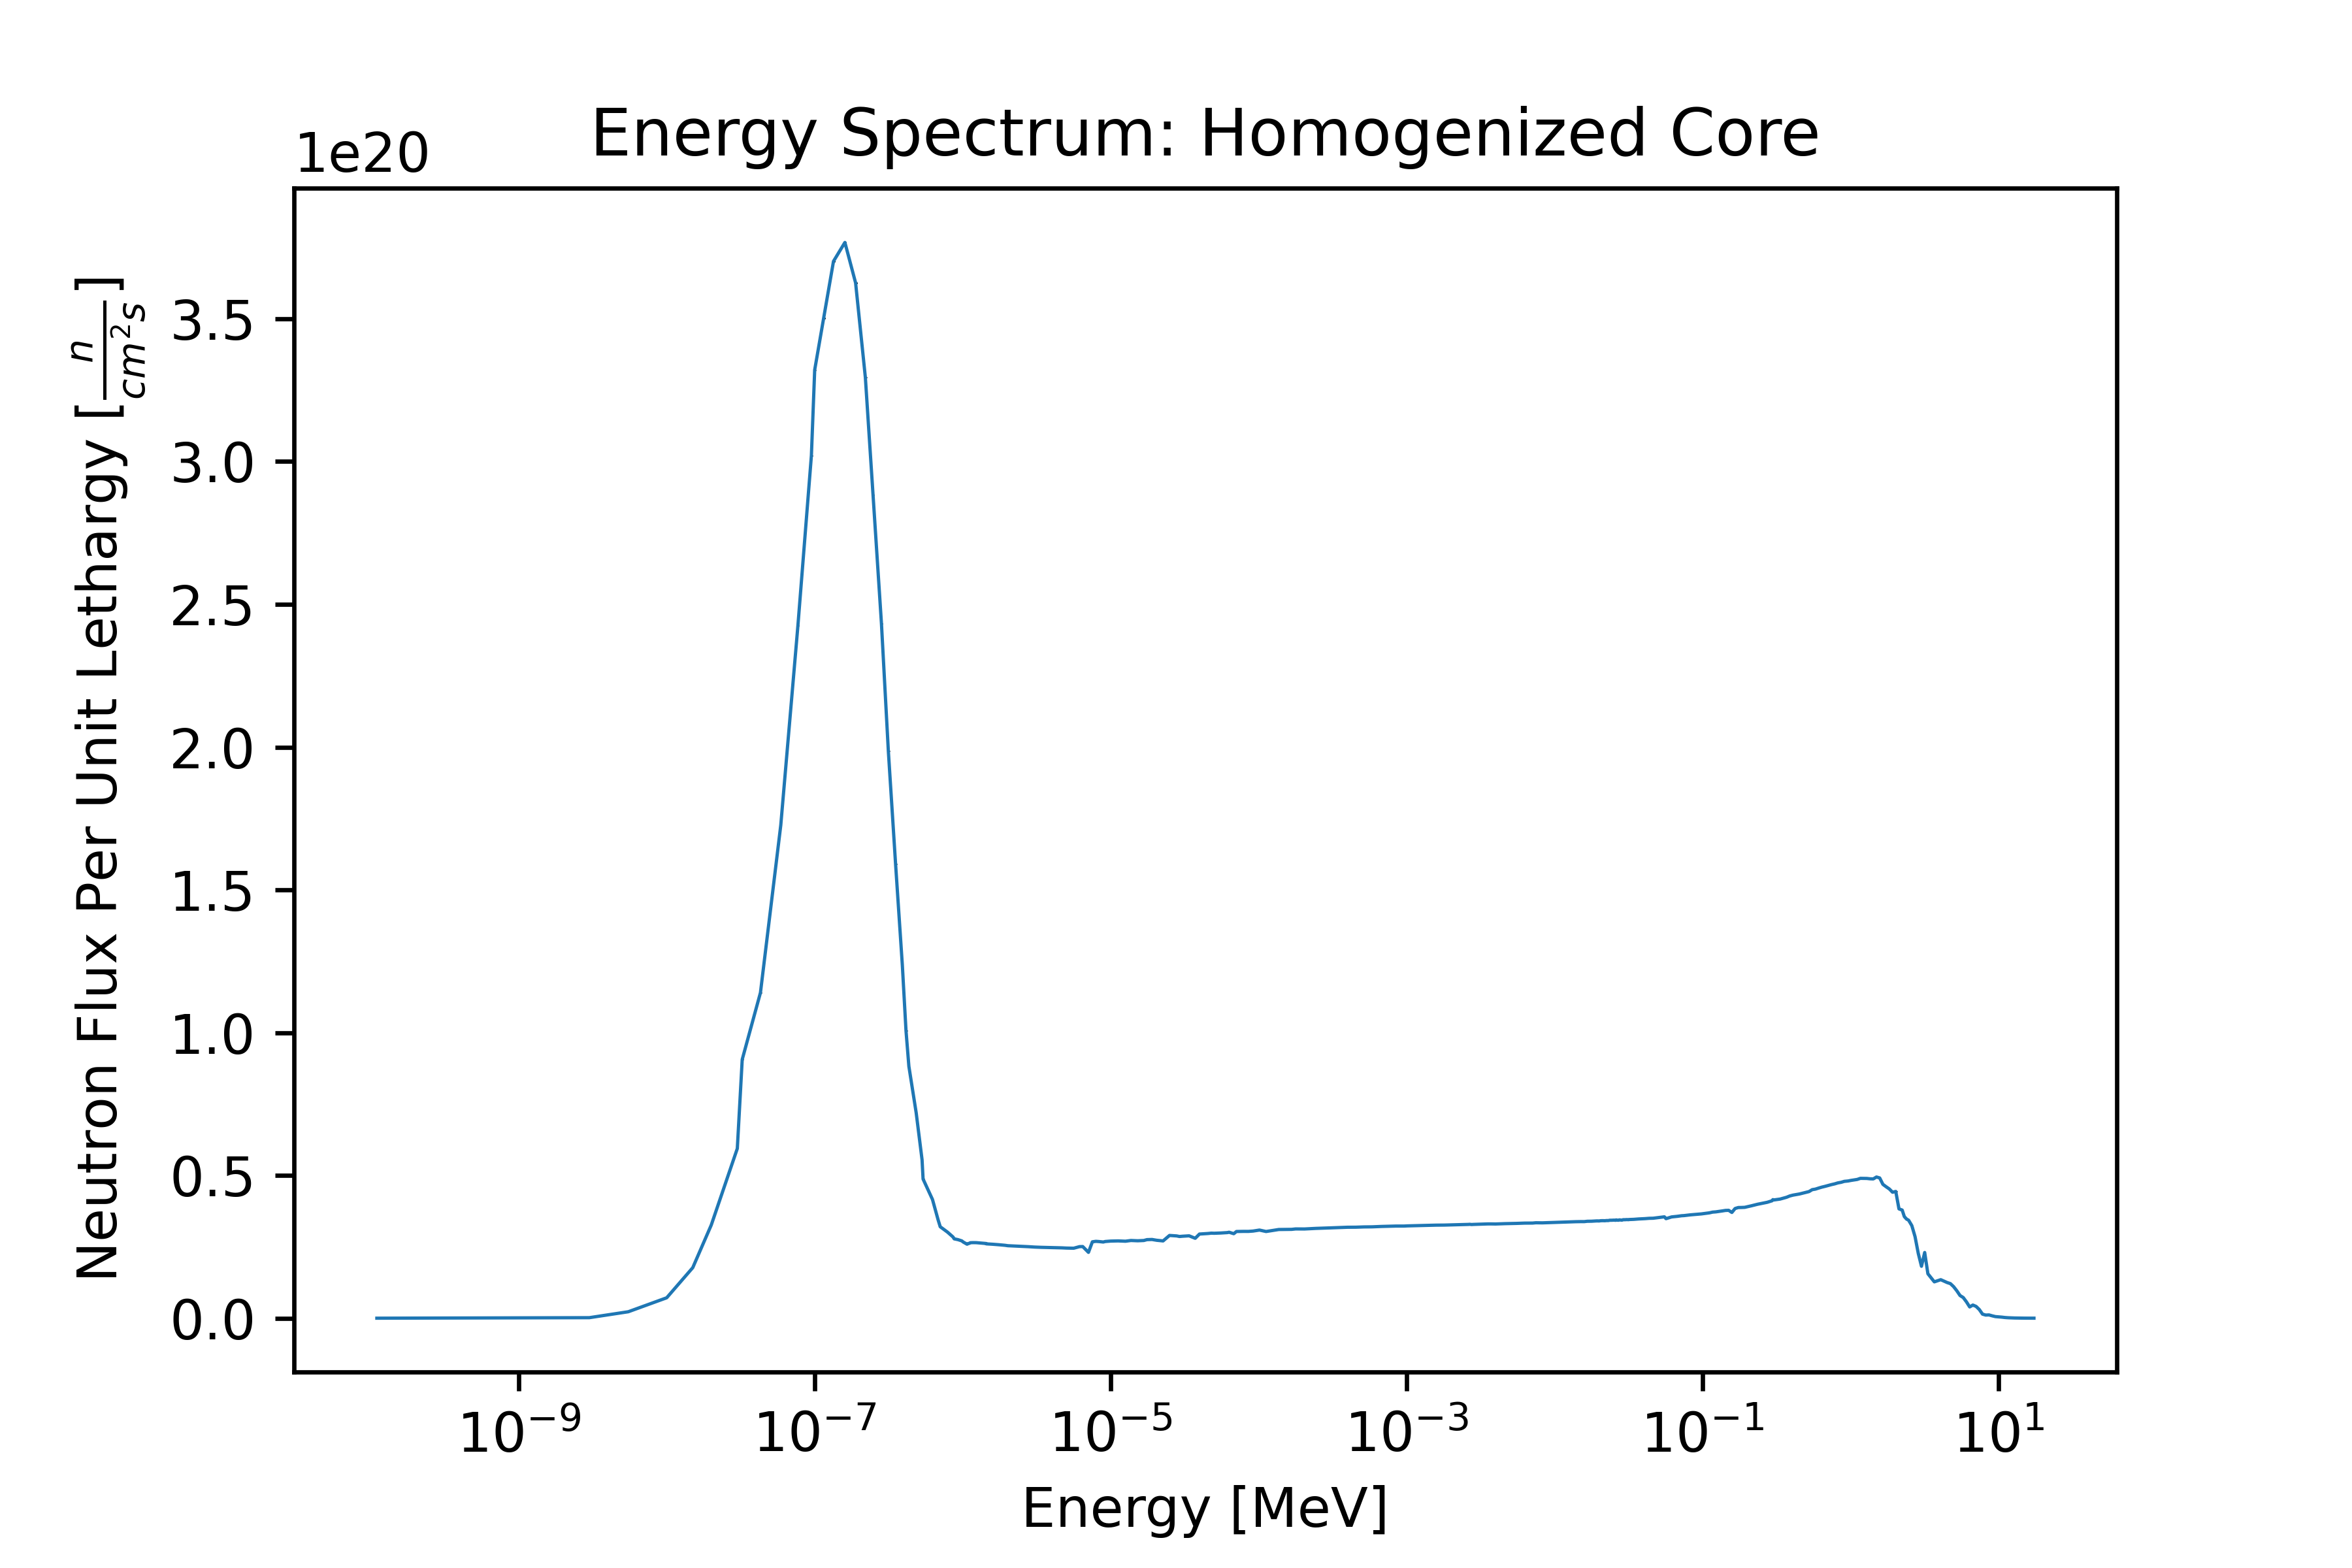 Energy Spectrum: Homogenized Core
1e20
Neutron Flux Per Unit Lethargy [n/cm²s]
3.5
3.0
2.5
2.0
1.5
1.0
0.5
0.0
10⁻⁹ 10⁻⁷ 10⁻⁵ 10⁻³ 10⁻¹ 10¹
Energy [MeV]